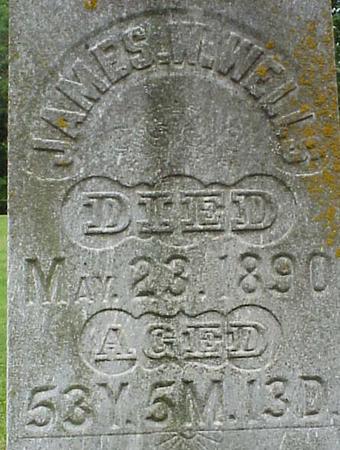 JAMES. W. WELLS
DIED
MAY. 23. 1890
AGED
53Y. 5M. 13D.